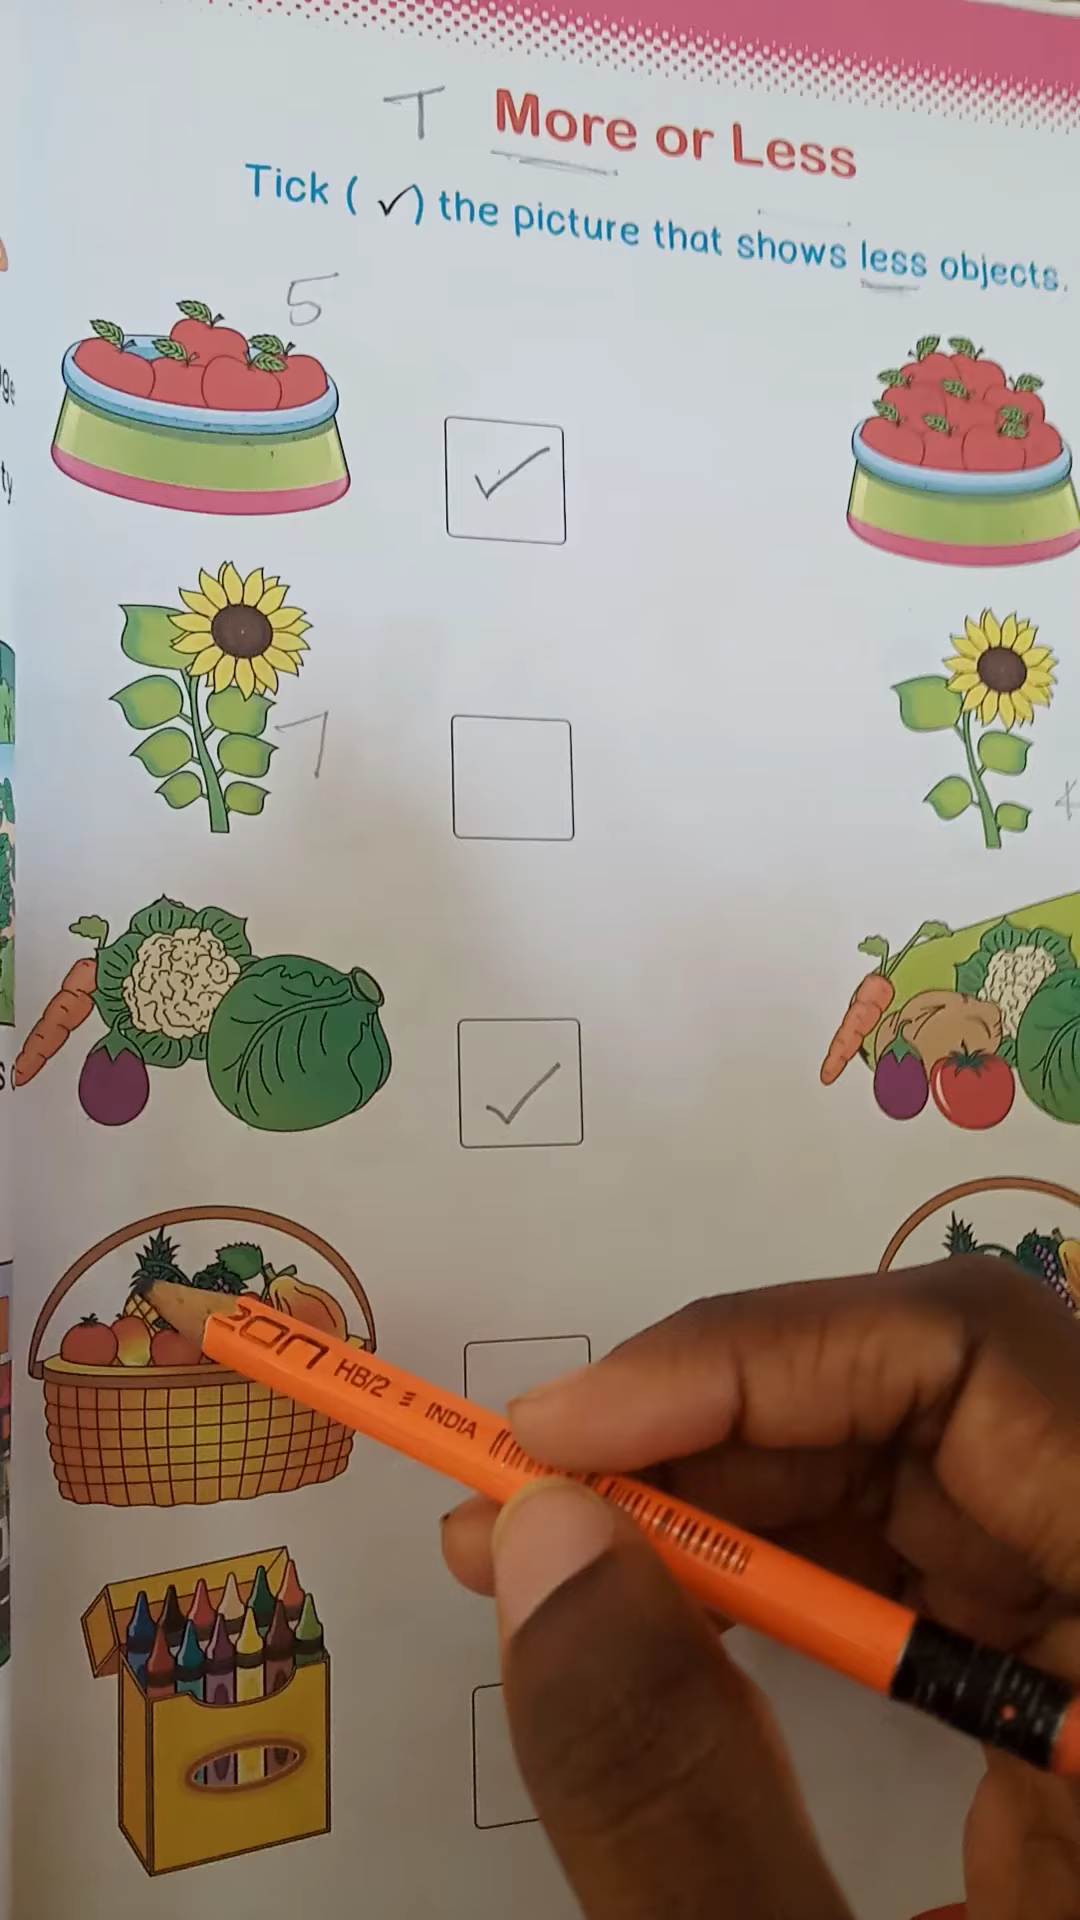 T More or Less
Tick ( ✓ ) the picture that shows less objects.
5
7
HB/2 INDIA